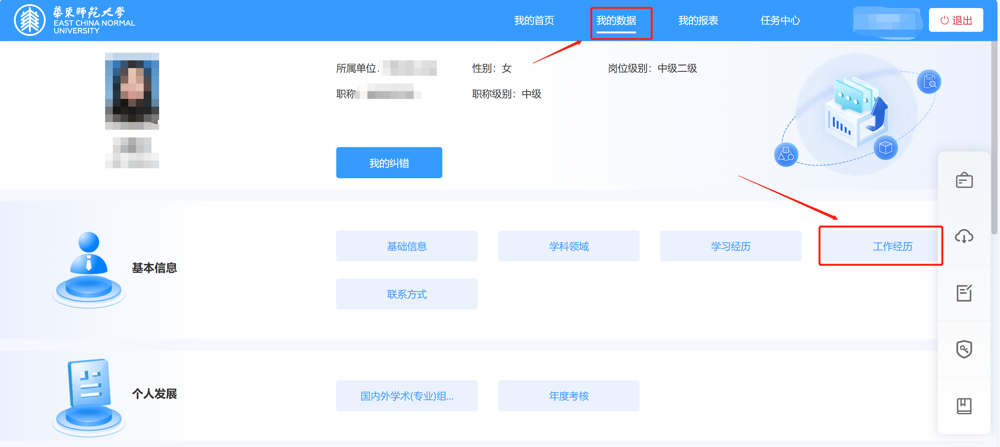 華東師範大學
EAST CHINA NORMAL
UNIVERSITY
我的首页
我的数据
我的报表
任务中心
退出
所属单位:
性别：女
岗位级别：中级二级
职称
职称级别：中级
我的纠错
基本信息
基础信息
学科领域
学习经历
工作经历
联系方式
个人发展
国内外学术(专业)组...
年度考核